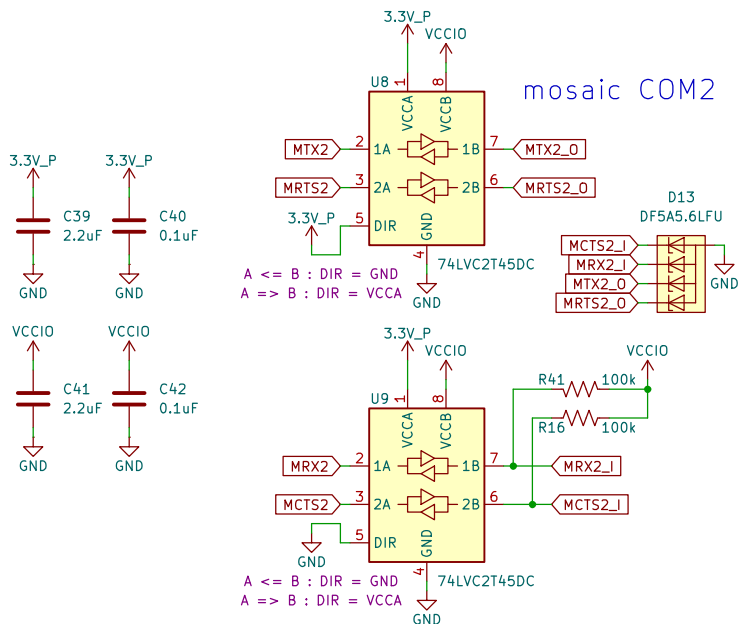 3.3V_P
VCCIO
U8
mosaic COM2
1
8
VCCA
VCCB
MTX2
2
1A
1B
7
MTX2_O
MRTS2
3
2A
2B
6
MRTS2_O
3.3V_P
5
DIR
GND
4
74LVC2T45DC
GND
A <= B : DIR = GND
A => B : DIR = VCCA
3.3V_P
3.3V_P
C39
2.2uF
C40
0.1uF
GND
GND
D13
DF5A5.6LFU
MCTS2_I
MRX2_I
MTX2_O
MRTS2_O
GND
VCCIO
VCCIO
C41
2.2uF
C42
0.1uF
GND
GND
3.3V_P
VCCIO
U9
1
8
VCCA
VCCB
VCCIO
R41
100k
R16
100k
MRX2
2
1A
1B
7
MRX2_I
MCTS2
3
2A
2B
6
MCTS2_I
GND
5
DIR
GND
4
74LVC2T45DC
GND
A <= B : DIR = GND
A => B : DIR = VCCA